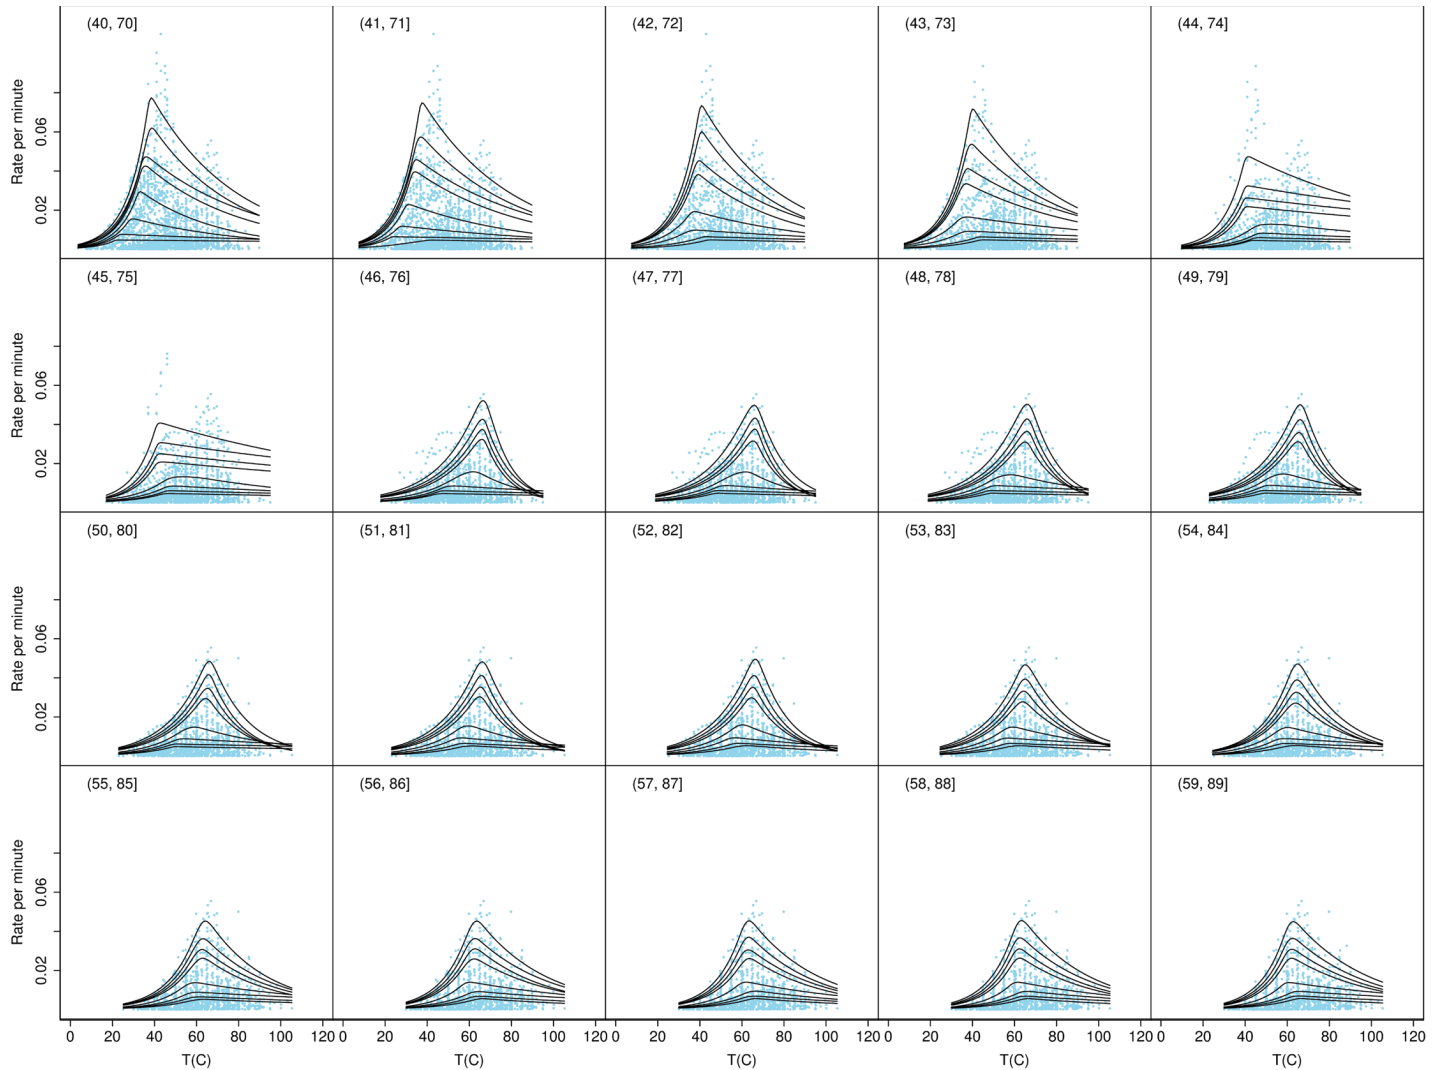 (40, 70] (41, 71] (42, 72] (43, 73] (44, 74]
Rate per minute
0.06
0.02
(45, 75] (46, 76] (47, 77] (48, 78] (49, 79]
Rate per minute
0.06
0.02
(50, 80] (51, 81] (52, 82] (53, 83] (54, 84]
Rate per minute
0.06
0.02
(55, 85] (56, 86] (57, 87] (58, 88] (59, 89]
Rate per minute
0.06
0.02
0 20 40 60 80 100 120 0 20 40 60 80 100 120 0 20 40 60 80 100 120 0 20 40 60 80 100 120 0 20 40 60 80 100 120
T(C) T(C) T(C) T(C) T(C)